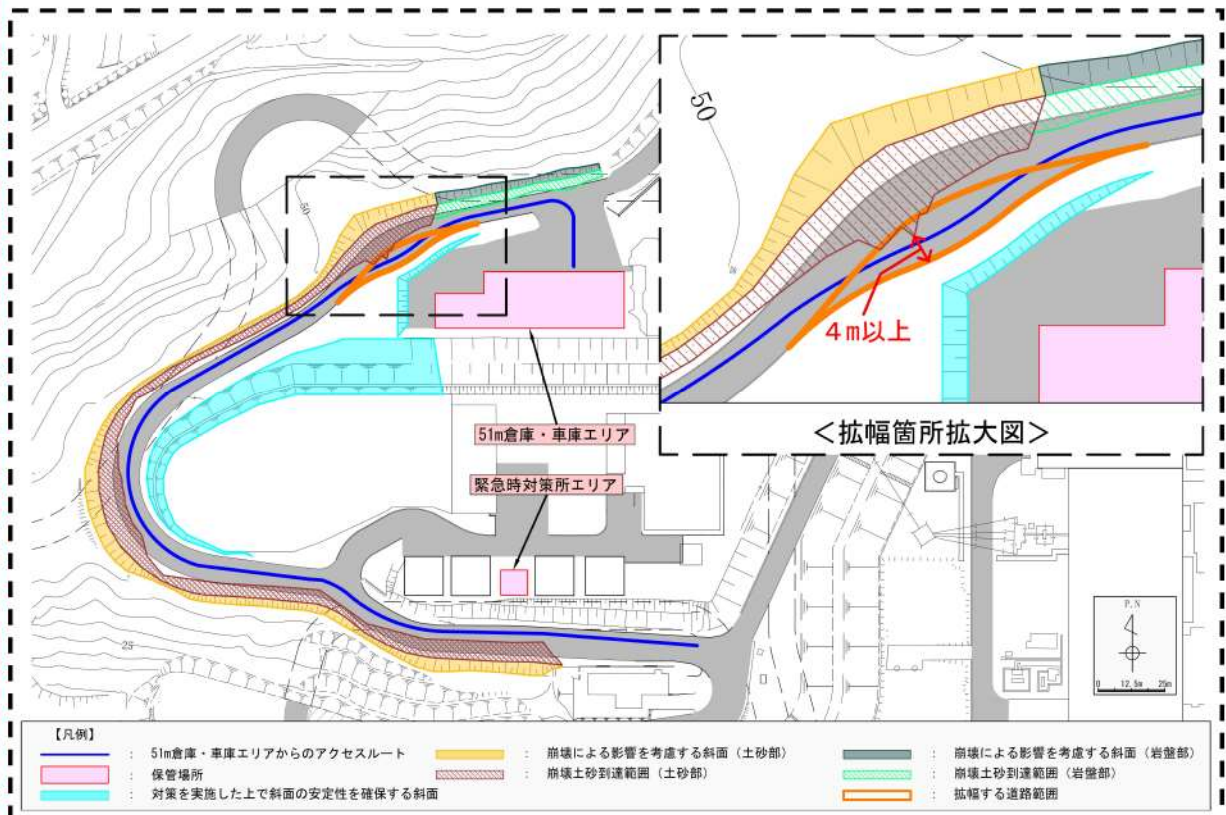 50
50
4m以上
<拡幅箇所拡大図>
51m倉庫・車庫エリア
緊急時対策所エリア
25
P.N
0 12.5m 25m
【凡例】
: 51m倉庫・車庫エリアからのアクセスルート
: 崩壊による影響を考慮する斜面(土砂部)
: 崩壊による影響を考慮する斜面(岩盤部)
: 保管場所
: 崩壊土砂到達範囲(土砂部)
: 崩壊土砂到達範囲(岩盤部)
: 対策を実施した上で斜面の安定性を確保する斜面
: 拡幅する道路範囲